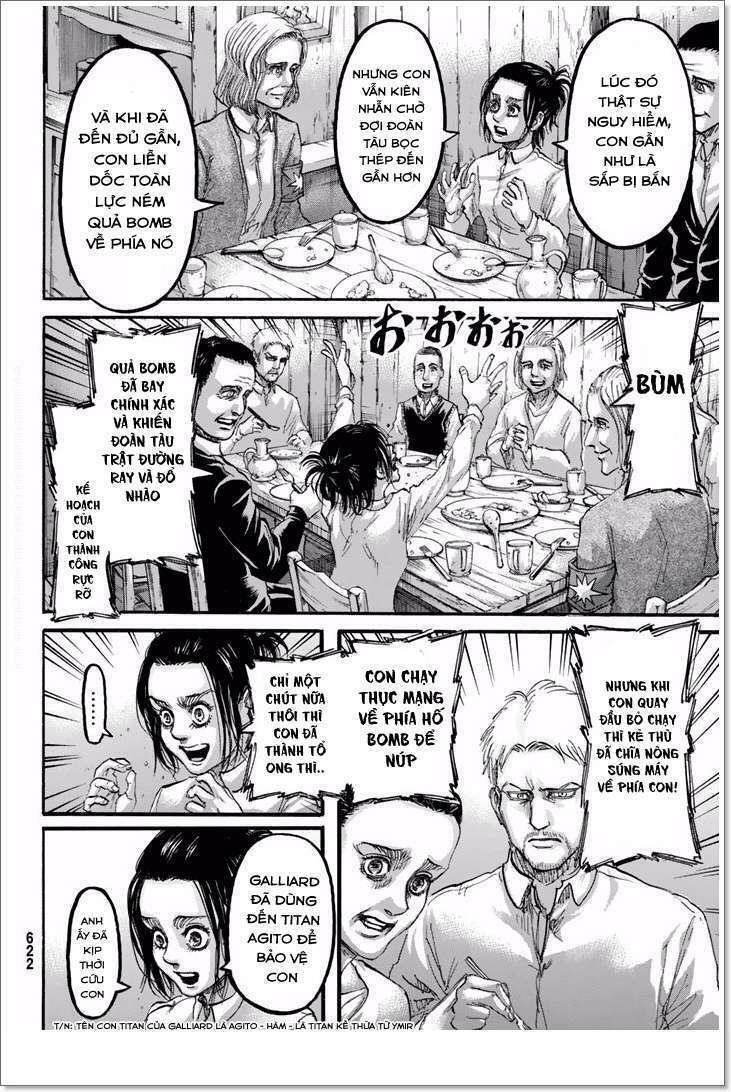 LÚC ĐÓ
THẬT SỰ
NGUY HIỂM,
CON GẦN
NHƯ LÀ
SẮP BỊ BẮN
NHƯNG CON
VẪN KIÊN
NHẪN CHỜ
ĐỢI ĐOÀN
TÀU BỌC
THÉP ĐẾN
GẦN HƠN
VÀ KHI ĐÃ
ĐẾN ĐỦ GẦN,
CON LIỀN
DỐC TOÀN
LỰC NÉM
QUẢ BOMB
VỀ PHÍA NÓ
おおおお
BÙM
QUẢ BOMB
ĐÃ BAY
CHÍNH XÁC
VÀ KHIẾN
ĐOÀN TÀU
TRẬT ĐƯỜNG
RAY VÀ ĐỔ
NHÀO
KẾ
HOẠCH
CỦA CON
THÀNH
CÔNG
RỰC
RỠ
NHƯNG KHI
CON QUAY
ĐẦU BỎ CHẠY
THÌ KẺ THÙ
ĐÃ CHĨA NÒNG
SÚNG MÁY
VỀ PHÍA CON!
CON CHẠY
THỤC MẠNG
VỀ PHÍA HỐ
BOMB ĐỂ
NÚP
CHỈ MỘT
CHÚT NỮA
THÔI THÌ
CON ĐÃ
THÀNH TỔ
ONG THÌ..
......
GALLIARD
ĐÃ DÙNG
ĐẾN TITAN
AGITO ĐỂ
BẢO VỆ
CON
ANH
ẤY ĐÃ
KỊP
THỜI
CỨU
CON
622
T/N: TÊN CON TITAN CỦA GALLIARD LÀ AGITO - HÀM - LÀ TITAN KẾ THỪA TỪ YMIR